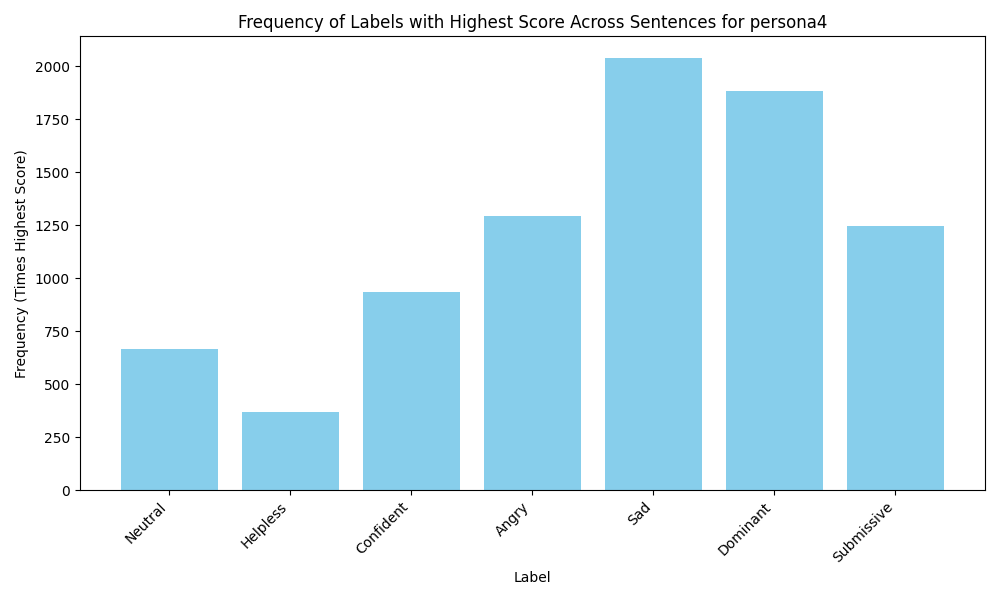 Frequency of Labels with Highest Score Across Sentences for persona4
Frequency (Times Highest Score)
2000
1750
1500
1250
1000
750
500
250
0
Neutral
Helpless
Confident
Angry
Sad
Dominant
Submissive
Label